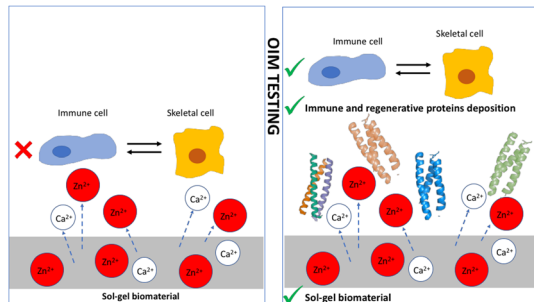 Immune cell
Skeletal cell
Zn²⁺
Ca²⁺
Zn²⁺
Ca²⁺
Zn²⁺
Zn²⁺
Zn²⁺
Ca²⁺
Zn²⁺
Ca²⁺
Sol-gel biomaterial
OIM TESTING
Skeletal cell
Immune cell
Immune and regenerative proteins deposition
Zn²⁺
Ca²⁺
Zn²⁺
Ca²⁺
Zn²⁺
Zn²⁺
Zn²⁺
Ca²⁺
Zn²⁺
Ca²⁺
Sol-gel biomaterial